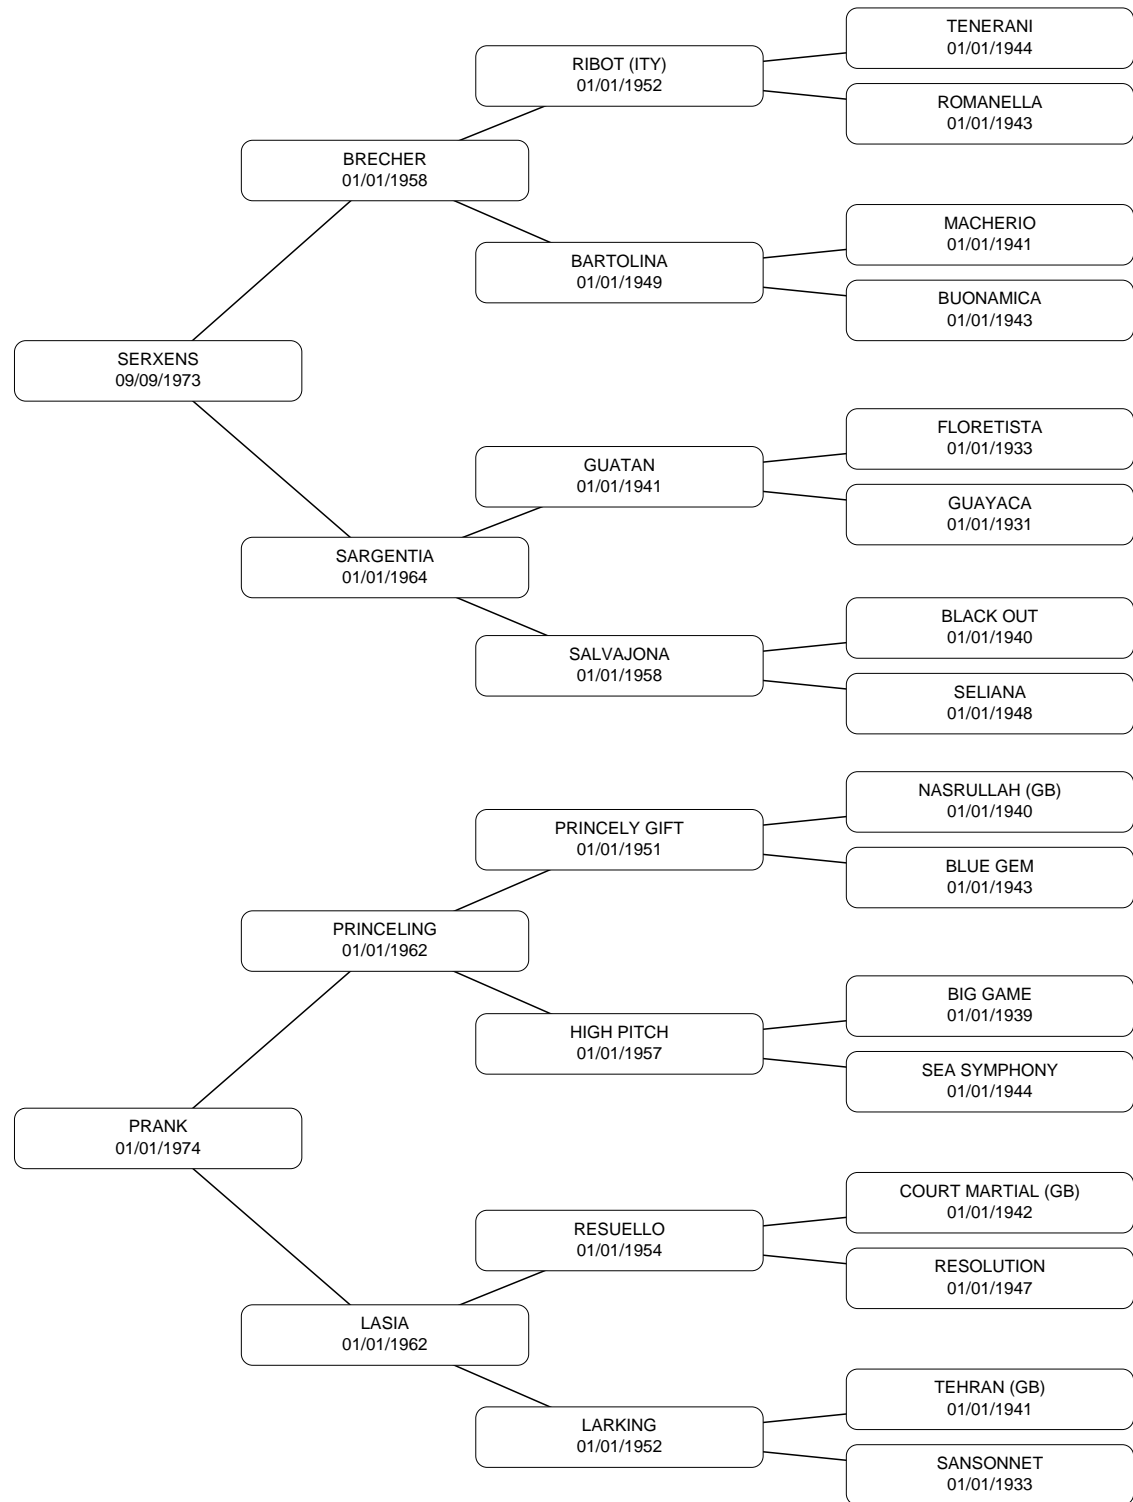 TENERANI
01/01/1944
RIBOT (ITY)
01/01/1952
ROMANELLA
01/01/1943
BRECHER
01/01/1958
MACHERIO
01/01/1941
BARTOLINA
01/01/1949
BUONAMICA
01/01/1943
SERXENS
09/09/1973
FLORETISTA
01/01/1933
GUATAN
01/01/1941
GUAYACA
01/01/1931
SARGENTIA
01/01/1964
BLACK OUT
01/01/1940
SALVAJONA
01/01/1958
SELIANA
01/01/1948
NASRULLAH (GB)
01/01/1940
PRINCELY GIFT
01/01/1951
BLUE GEM
01/01/1943
PRINCELING
01/01/1962
BIG GAME
01/01/1939
HIGH PITCH
01/01/1957
SEA SYMPHONY
01/01/1944
PRANK
01/01/1974
COURT MARTIAL (GB)
01/01/1942
RESUELLO
01/01/1954
RESOLUTION
01/01/1947
LASIA
01/01/1962
TEHRAN (GB)
01/01/1941
LARKING
01/01/1952
SANSONNET
01/01/1933